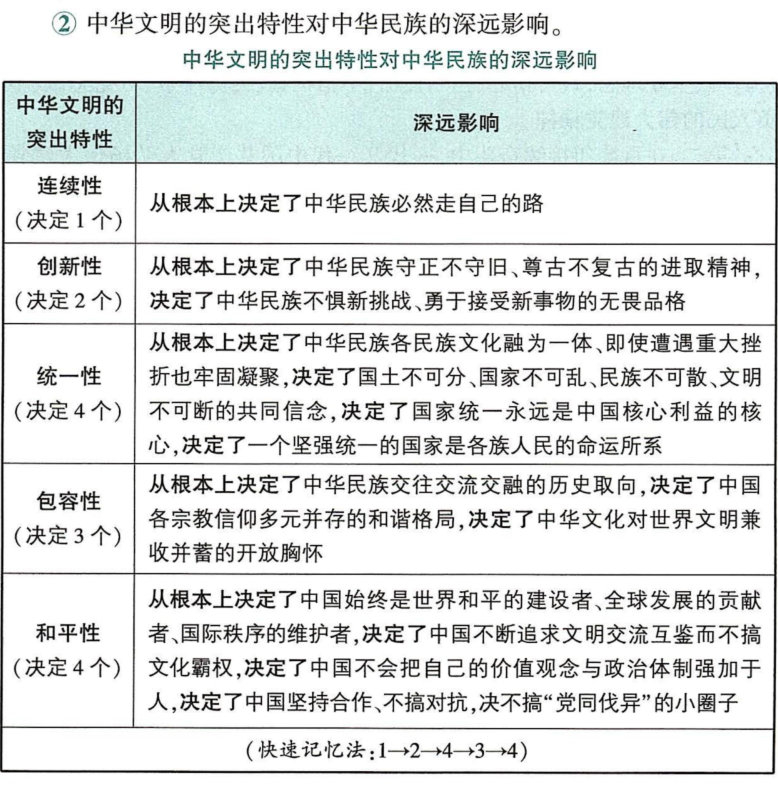 ② 中华文明的突出特性对中华民族的深远影响。
中华文明的突出特性对中华民族的深远影响
中华文明的
突出特性
深远影响
连续性
(决定1个)
从根本上决定了中华民族必然走自己的路
创新性
(决定2个)
从根本上决定了中华民族守正不守旧、尊古不复古的进取精神,
决定了中华民族不惧新挑战、勇于接受新事物的无畏品格
统一性
(决定4个)
从根本上决定了中华民族各民族文化融为一体、即使遭遇重大挫
折也牢固凝聚,决定了国土不可分、国家不可乱、民族不可散、文明
不可断的共同信念,决定了国家统一永远是中国核心利益的核
心,决定了一个坚强统一的国家是各族人民的命运所系
包容性
(决定3个)
从根本上决定了中华民族交往交流交融的历史取向,决定了中国
各宗教信仰多元并存的和谐格局,决定了中华文化对世界文明兼
收并蓄的开放胸怀
和平性
(决定4个)
从根本上决定了中国始终是世界和平的建设者、全球发展的贡献
者、国际秩序的维护者,决定了中国不断追求文明交流互鉴而不搞
文化霸权,决定了中国不会把自己的价值观念与政治体制强加于
人,决定了中国坚持合作、不搞对抗,决不搞“党同伐异”的小圈子
(快速记忆法:1→2→4→3→4)